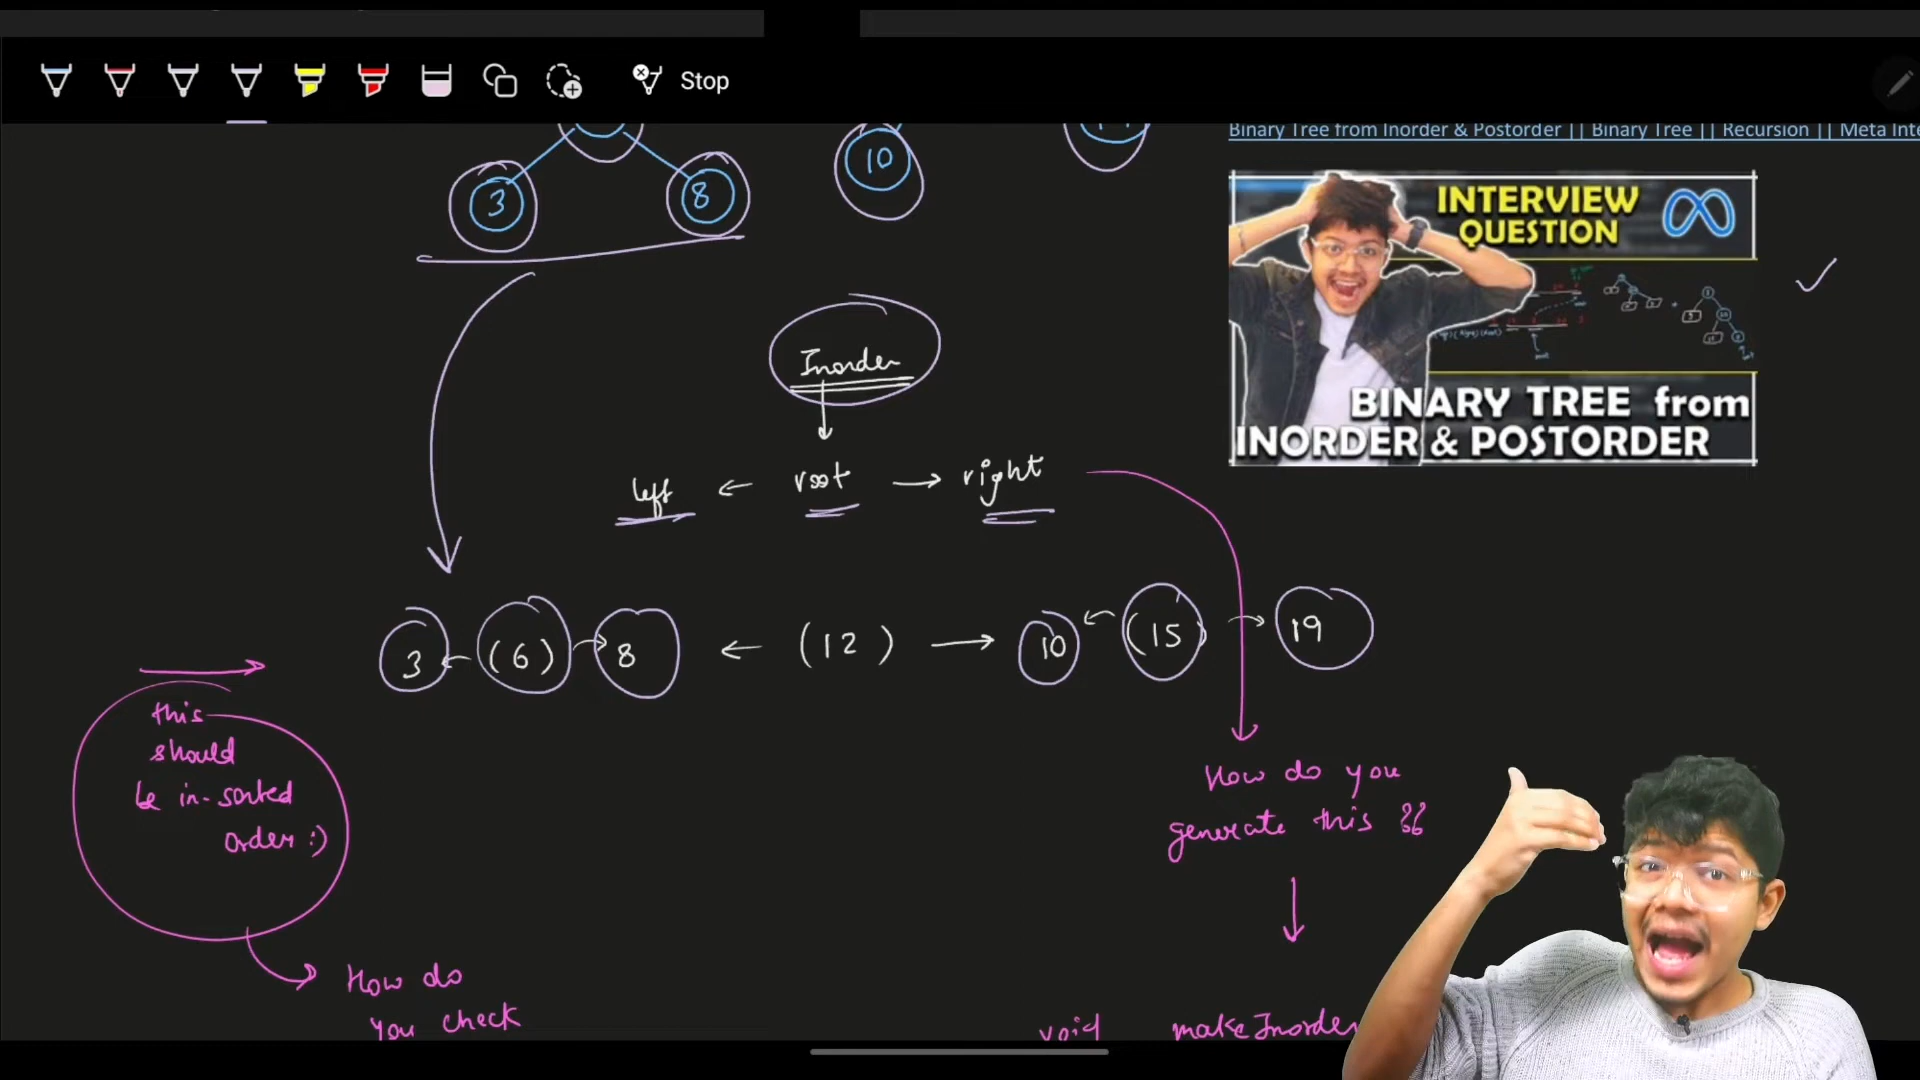 Stop
Binary Tree from Inorder & Postorder || Binary Tree || Recursion || Meta Inte
3
8
10
INTERVIEW
QUESTION
BINARY TREE from
INORDER & POSTORDER
Inorder
left ← root → right
3 ← (6) → 8 ← (12) → 10 ← (15) → 19
this
should
be in-sorted
order :)
How do you
generate this ??
How do
you check
void makeInorder